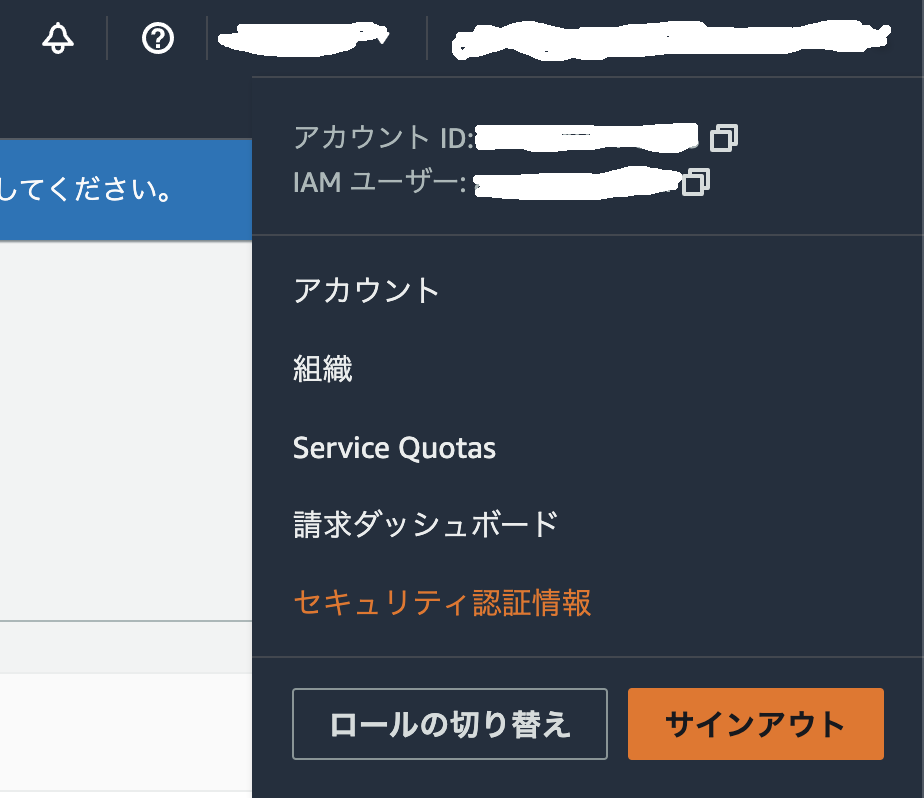 アカウント ID:
IAM ユーザー:
してください。
アカウント
組織
Service Quotas
請求ダッシュボード
セキュリティ認証情報
ロールの切り替え
サインアウト